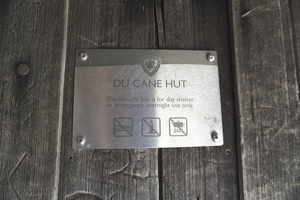 DU CANE HUT
This historic hut is for day shelter
or emergency overnight use only.